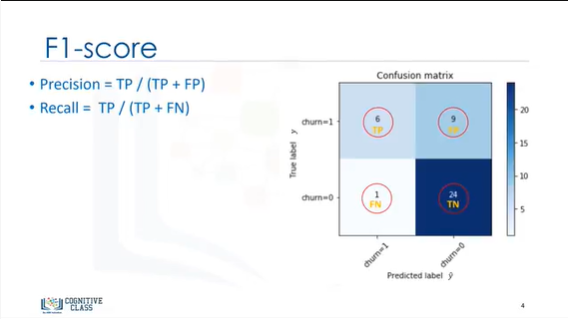 F1-score
• Precision = TP / (TP + FP)
• Recall = TP / (TP + FN)
Confusion matrix
True label y
churn=1
churn=0
6
TP
9
1
FN
24
TN
20
15
10
5
churn=1
churn=0
Predicted label ŷ
COGNITIVE
CLASS
4